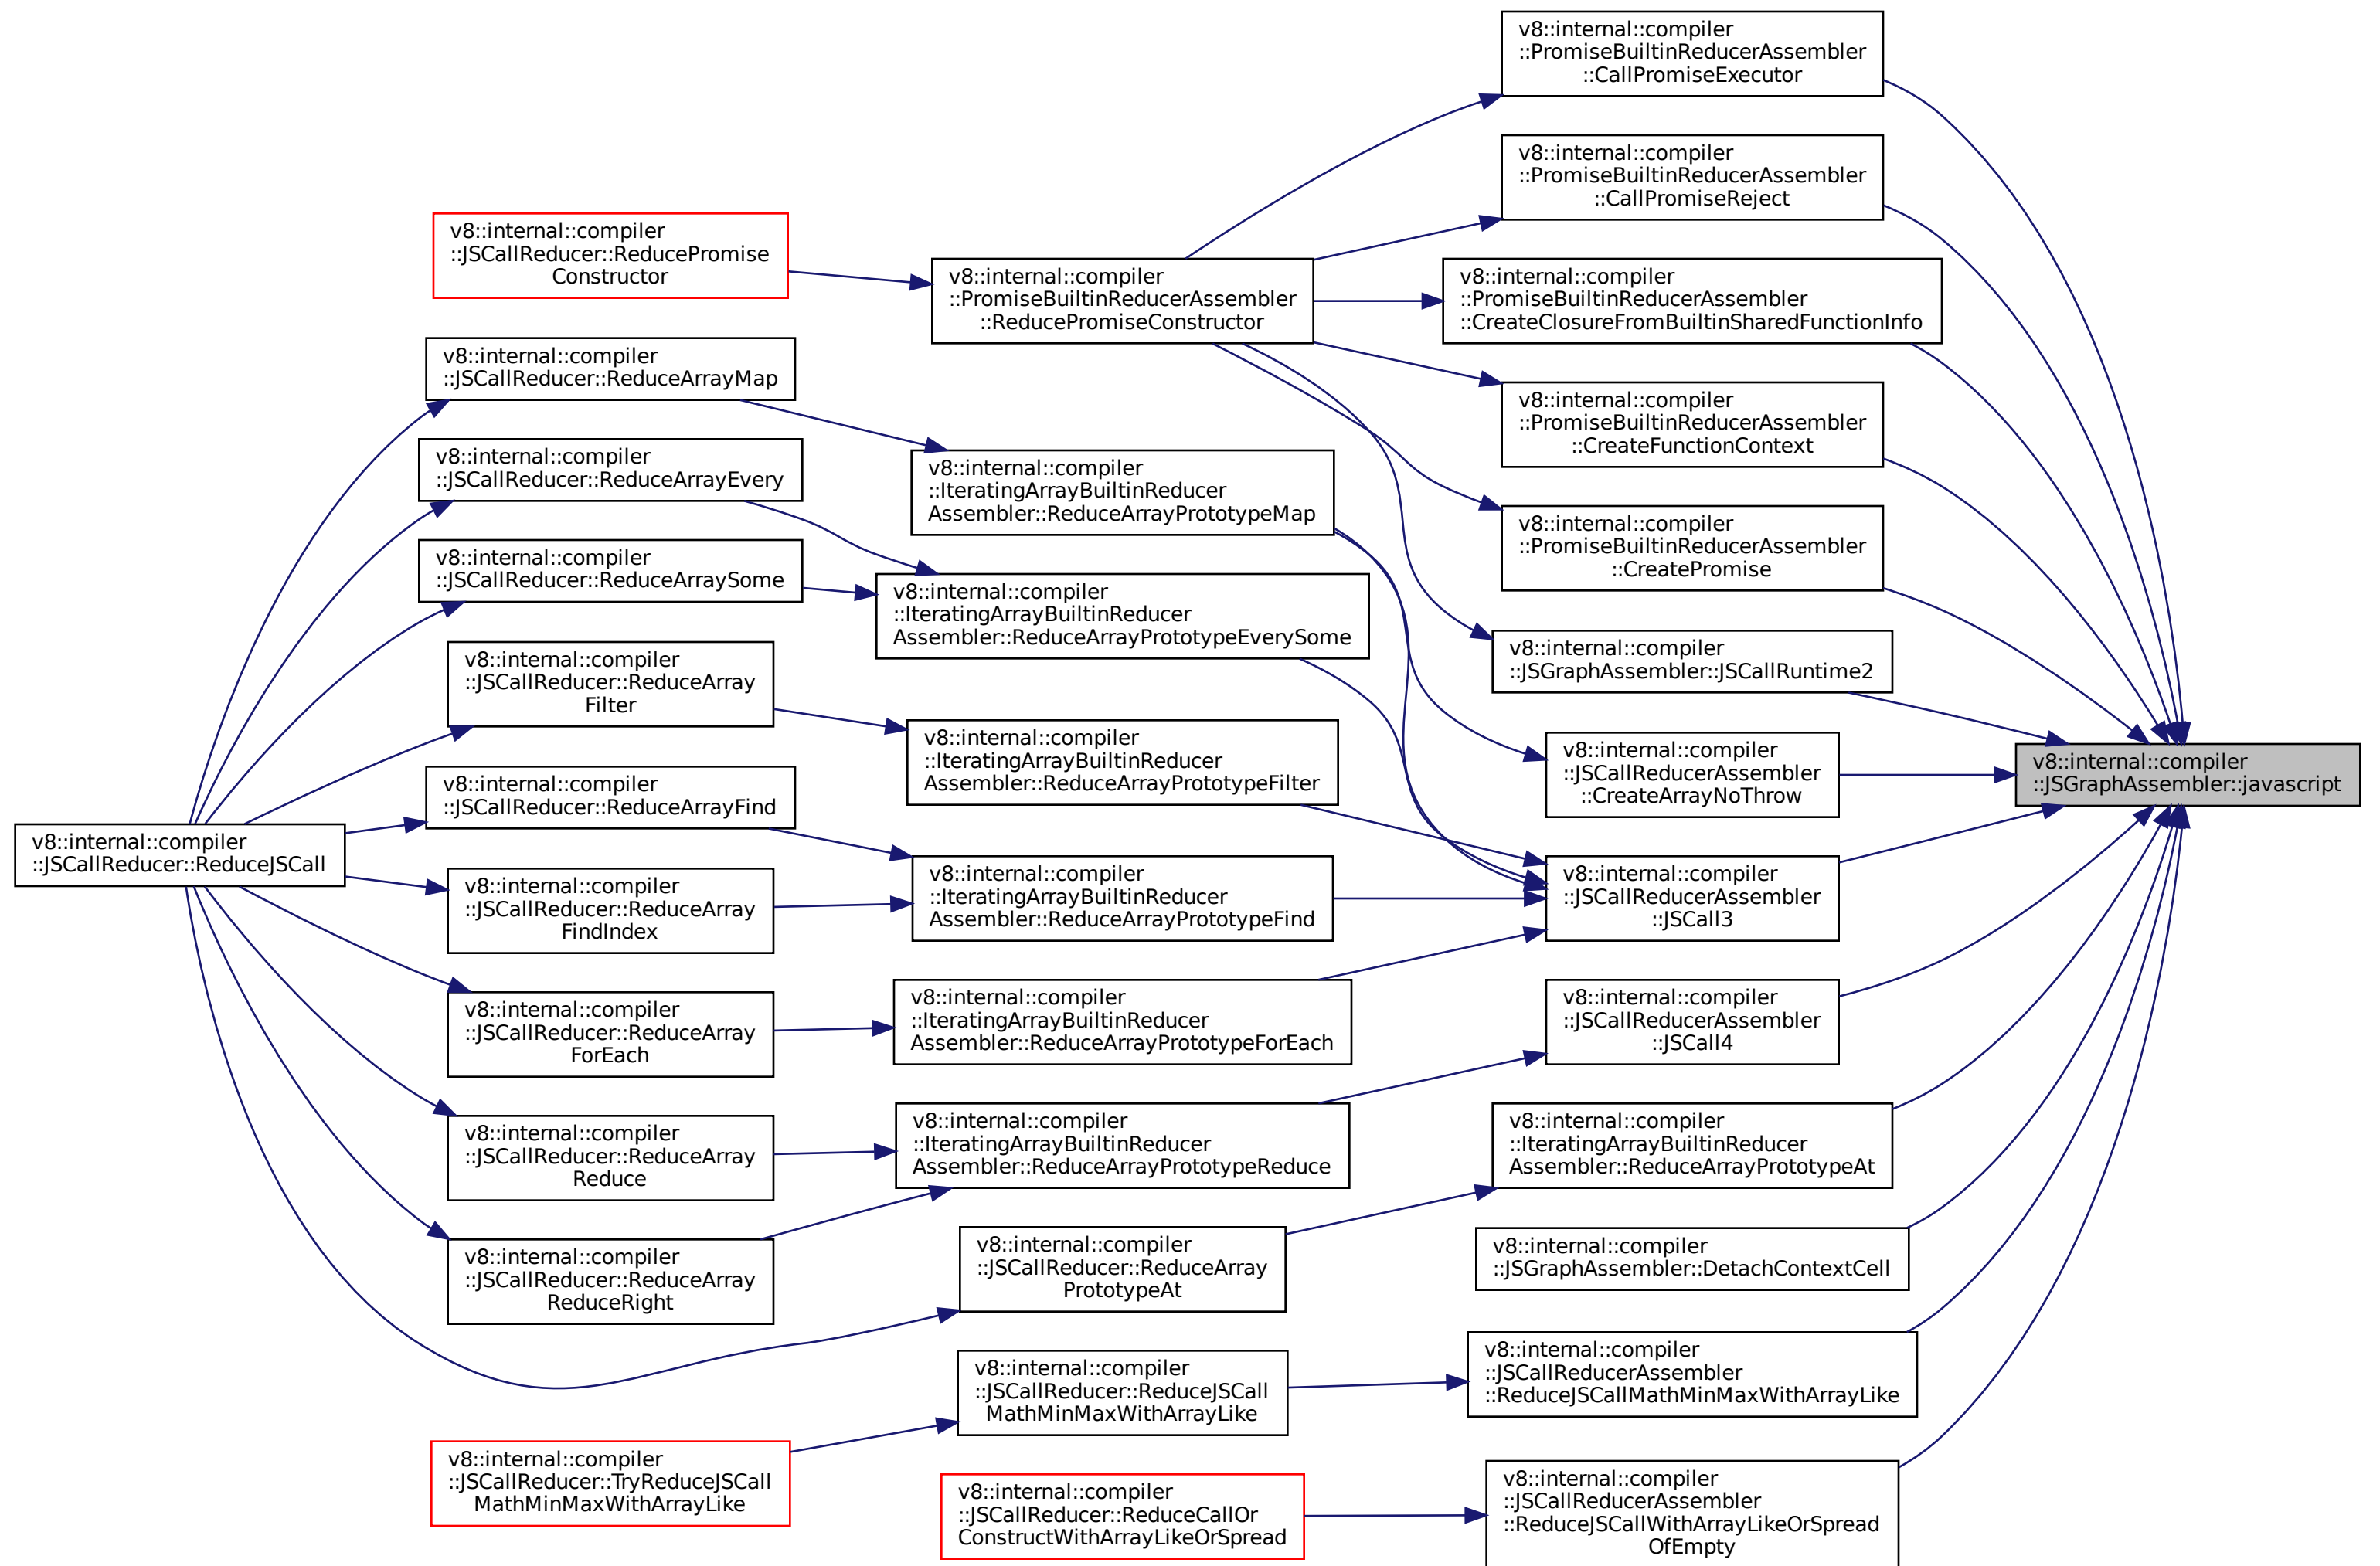 v8::internal::compiler
::PromiseBuiltinReducerAssembler
::CallPromiseExecutor
v8::internal::compiler
::PromiseBuiltinReducerAssembler
::CallPromiseReject
v8::internal::compiler
::JSCallReducer::ReducePromise
Constructor
v8::internal::compiler
::PromiseBuiltinReducerAssembler
::ReducePromiseConstructor
v8::internal::compiler
::PromiseBuiltinReducerAssembler
::CreateClosureFromBuiltinSharedFunctionInfo
v8::internal::compiler
::JSCallReducer::ReduceArrayMap
v8::internal::compiler
::PromiseBuiltinReducerAssembler
::CreateFunctionContext
v8::internal::compiler
::JSCallReducer::ReduceArrayEvery
v8::internal::compiler
::IteratingArrayBuiltinReducer
Assembler::ReduceArrayPrototypeMap
v8::internal::compiler
::PromiseBuiltinReducerAssembler
::CreatePromise
v8::internal::compiler
::JSCallReducer::ReduceArraySome
v8::internal::compiler
::IteratingArrayBuiltinReducer
Assembler::ReduceArrayPrototypeEverySome
v8::internal::compiler
::JSGraphAssembler::JSCallRuntime2
v8::internal::compiler
::JSCallReducer::ReduceArray
Filter
v8::internal::compiler
::IteratingArrayBuiltinReducer
Assembler::ReduceArrayPrototypeFilter
v8::internal::compiler
::JSCallReducerAssembler
::CreateArrayNoThrow
v8::internal::compiler
::JSGraphAssembler::javascript
v8::internal::compiler
::JSCallReducer::ReduceArrayFind
v8::internal::compiler
::JSCallReducer::ReduceJSCall
v8::internal::compiler
::JSCallReducer::ReduceArray
FindIndex
v8::internal::compiler
::IteratingArrayBuiltinReducer
Assembler::ReduceArrayPrototypeFind
v8::internal::compiler
::JSCallReducerAssembler
::JSCall3
v8::internal::compiler
::JSCallReducer::ReduceArray
ForEach
v8::internal::compiler
::IteratingArrayBuiltinReducer
Assembler::ReduceArrayPrototypeForEach
v8::internal::compiler
::JSCallReducerAssembler
::JSCall4
v8::internal::compiler
::JSCallReducer::ReduceArray
Reduce
v8::internal::compiler
::IteratingArrayBuiltinReducer
Assembler::ReduceArrayPrototypeReduce
v8::internal::compiler
::IteratingArrayBuiltinReducer
Assembler::ReduceArrayPrototypeAt
v8::internal::compiler
::JSCallReducer::ReduceArray
ReduceRight
v8::internal::compiler
::JSCallReducer::ReduceArray
PrototypeAt
v8::internal::compiler
::JSGraphAssembler::DetachContextCell
v8::internal::compiler
::JSCallReducer::ReduceJSCall
MathMinMaxWithArrayLike
v8::internal::compiler
::JSCallReducerAssembler
::ReduceJSCallMathMinMaxWithArrayLike
v8::internal::compiler
::JSCallReducer::TryReduceJSCall
MathMinMaxWithArrayLike
v8::internal::compiler
::JSCallReducer::ReduceCallOr
ConstructWithArrayLikeOrSpread
v8::internal::compiler
::JSCallReducerAssembler
::ReduceJSCallWithArrayLikeOrSpread
OfEmpty